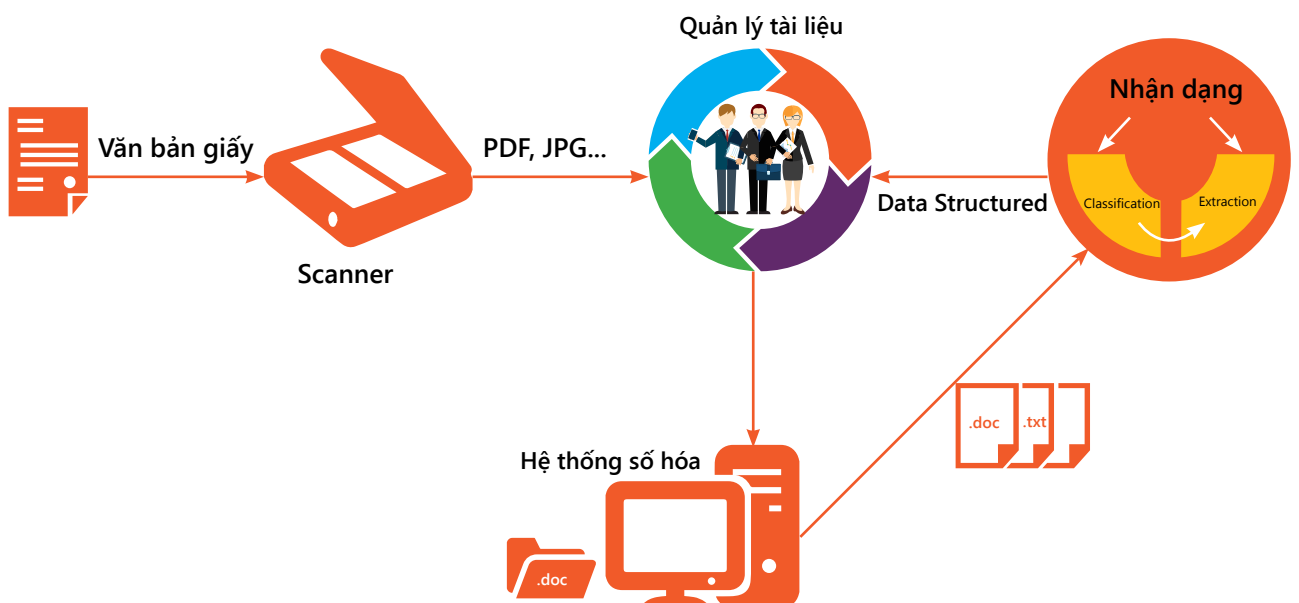 Quản lý tài liệu
Nhận dạng
Văn bản giấy
PDF, JPG...
Data Structured
Classification
Extraction
Scanner
.doc
.txt
Hệ thống số hóa
.doc